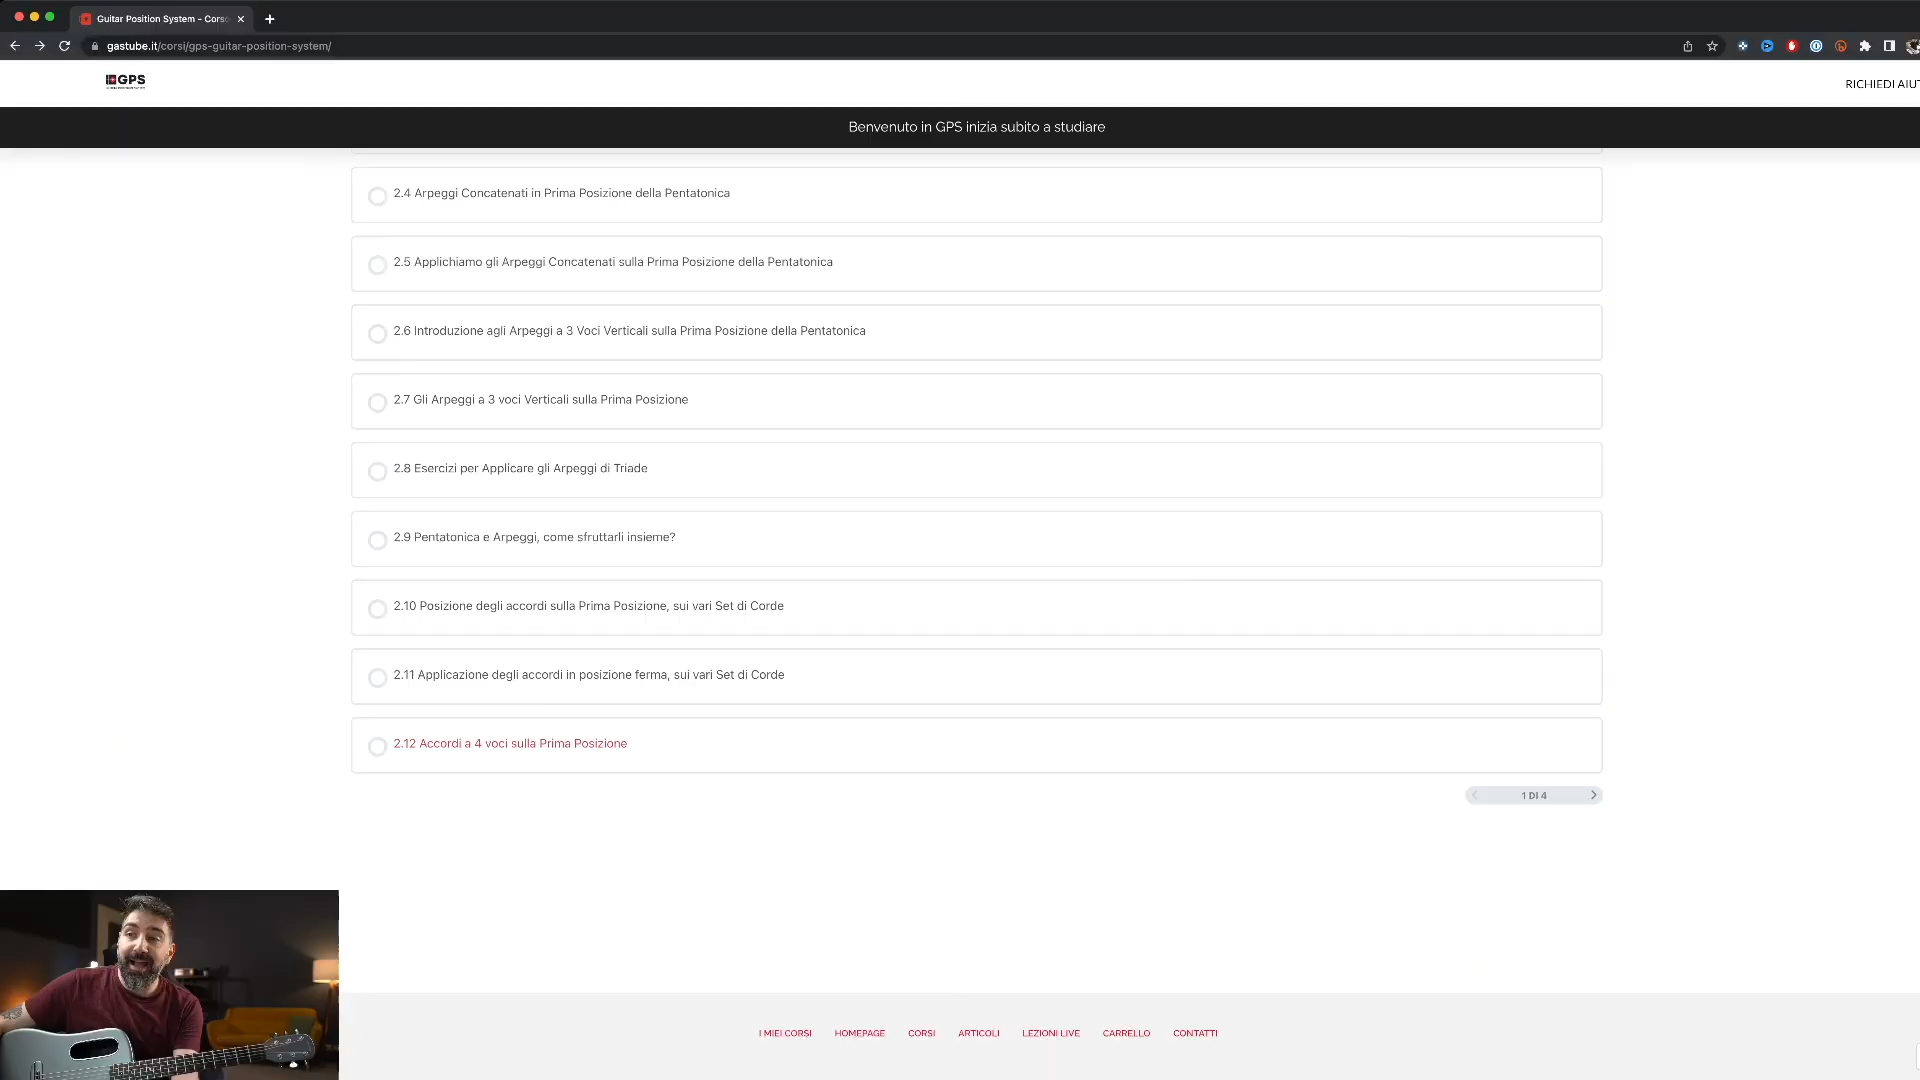 Guitar Position System - Corso
gastube.it/corsi/gps-guitar-position-system/
GPS
RICHIEDI AIUT
Benvenuto in GPS inizia subito a studiare
2.4 Arpeggi Concatenati in Prima Posizione della Pentatonica
2.5 Applichiamo gli Arpeggi Concatenati sulla Prima Posizione della Pentatonica
2.6 Introduzione agli Arpeggi a 3 Voci Verticali sulla Prima Posizione della Pentatonica
2.7 Gli Arpeggi a 3 voci Verticali sulla Prima Posizione
2.8 Esercizi per Applicare gli Arpeggi di Triade
2.9 Pentatonica e Arpeggi, come sfruttarli insieme?
2.10 Posizione degli accordi sulla Prima Posizione, sui vari Set di Corde
2.11 Applicazione degli accordi in posizione ferma, sui vari Set di Corde
2.12 Accordi a 4 voci sulla Prima Posizione
1 DI 4
I MIEI CORSI HOMEPAGE CORSI ARTICOLI LEZIONI LIVE CARRELLO CONTATTI